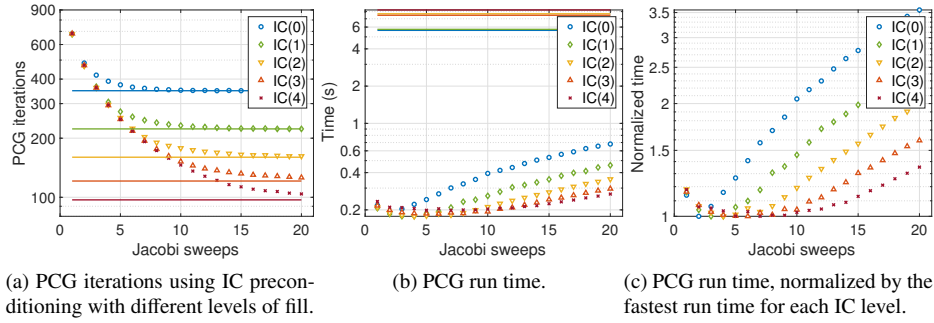 900
600
400
300
200
100
0
5
10
15
20
PCG iterations
Jacobi sweeps
IC(0)
IC(1)
IC(2)
IC(3)
IC(4)
6
4
2
1
0.6
0.4
0.2
0
5
10
15
20
Time (s)
Jacobi sweeps
IC(0)
IC(1)
IC(2)
IC(3)
IC(4)
3.5
3
2.5
2
1.5
1
0
5
10
15
20
Normalized time
Jacobi sweeps
IC(0)
IC(1)
IC(2)
IC(3)
IC(4)
(a) PCG iterations using IC precon-
ditioning with different levels of fill.
(b) PCG run time.
(c) PCG run time, normalized by the
fastest run time for each IC level.